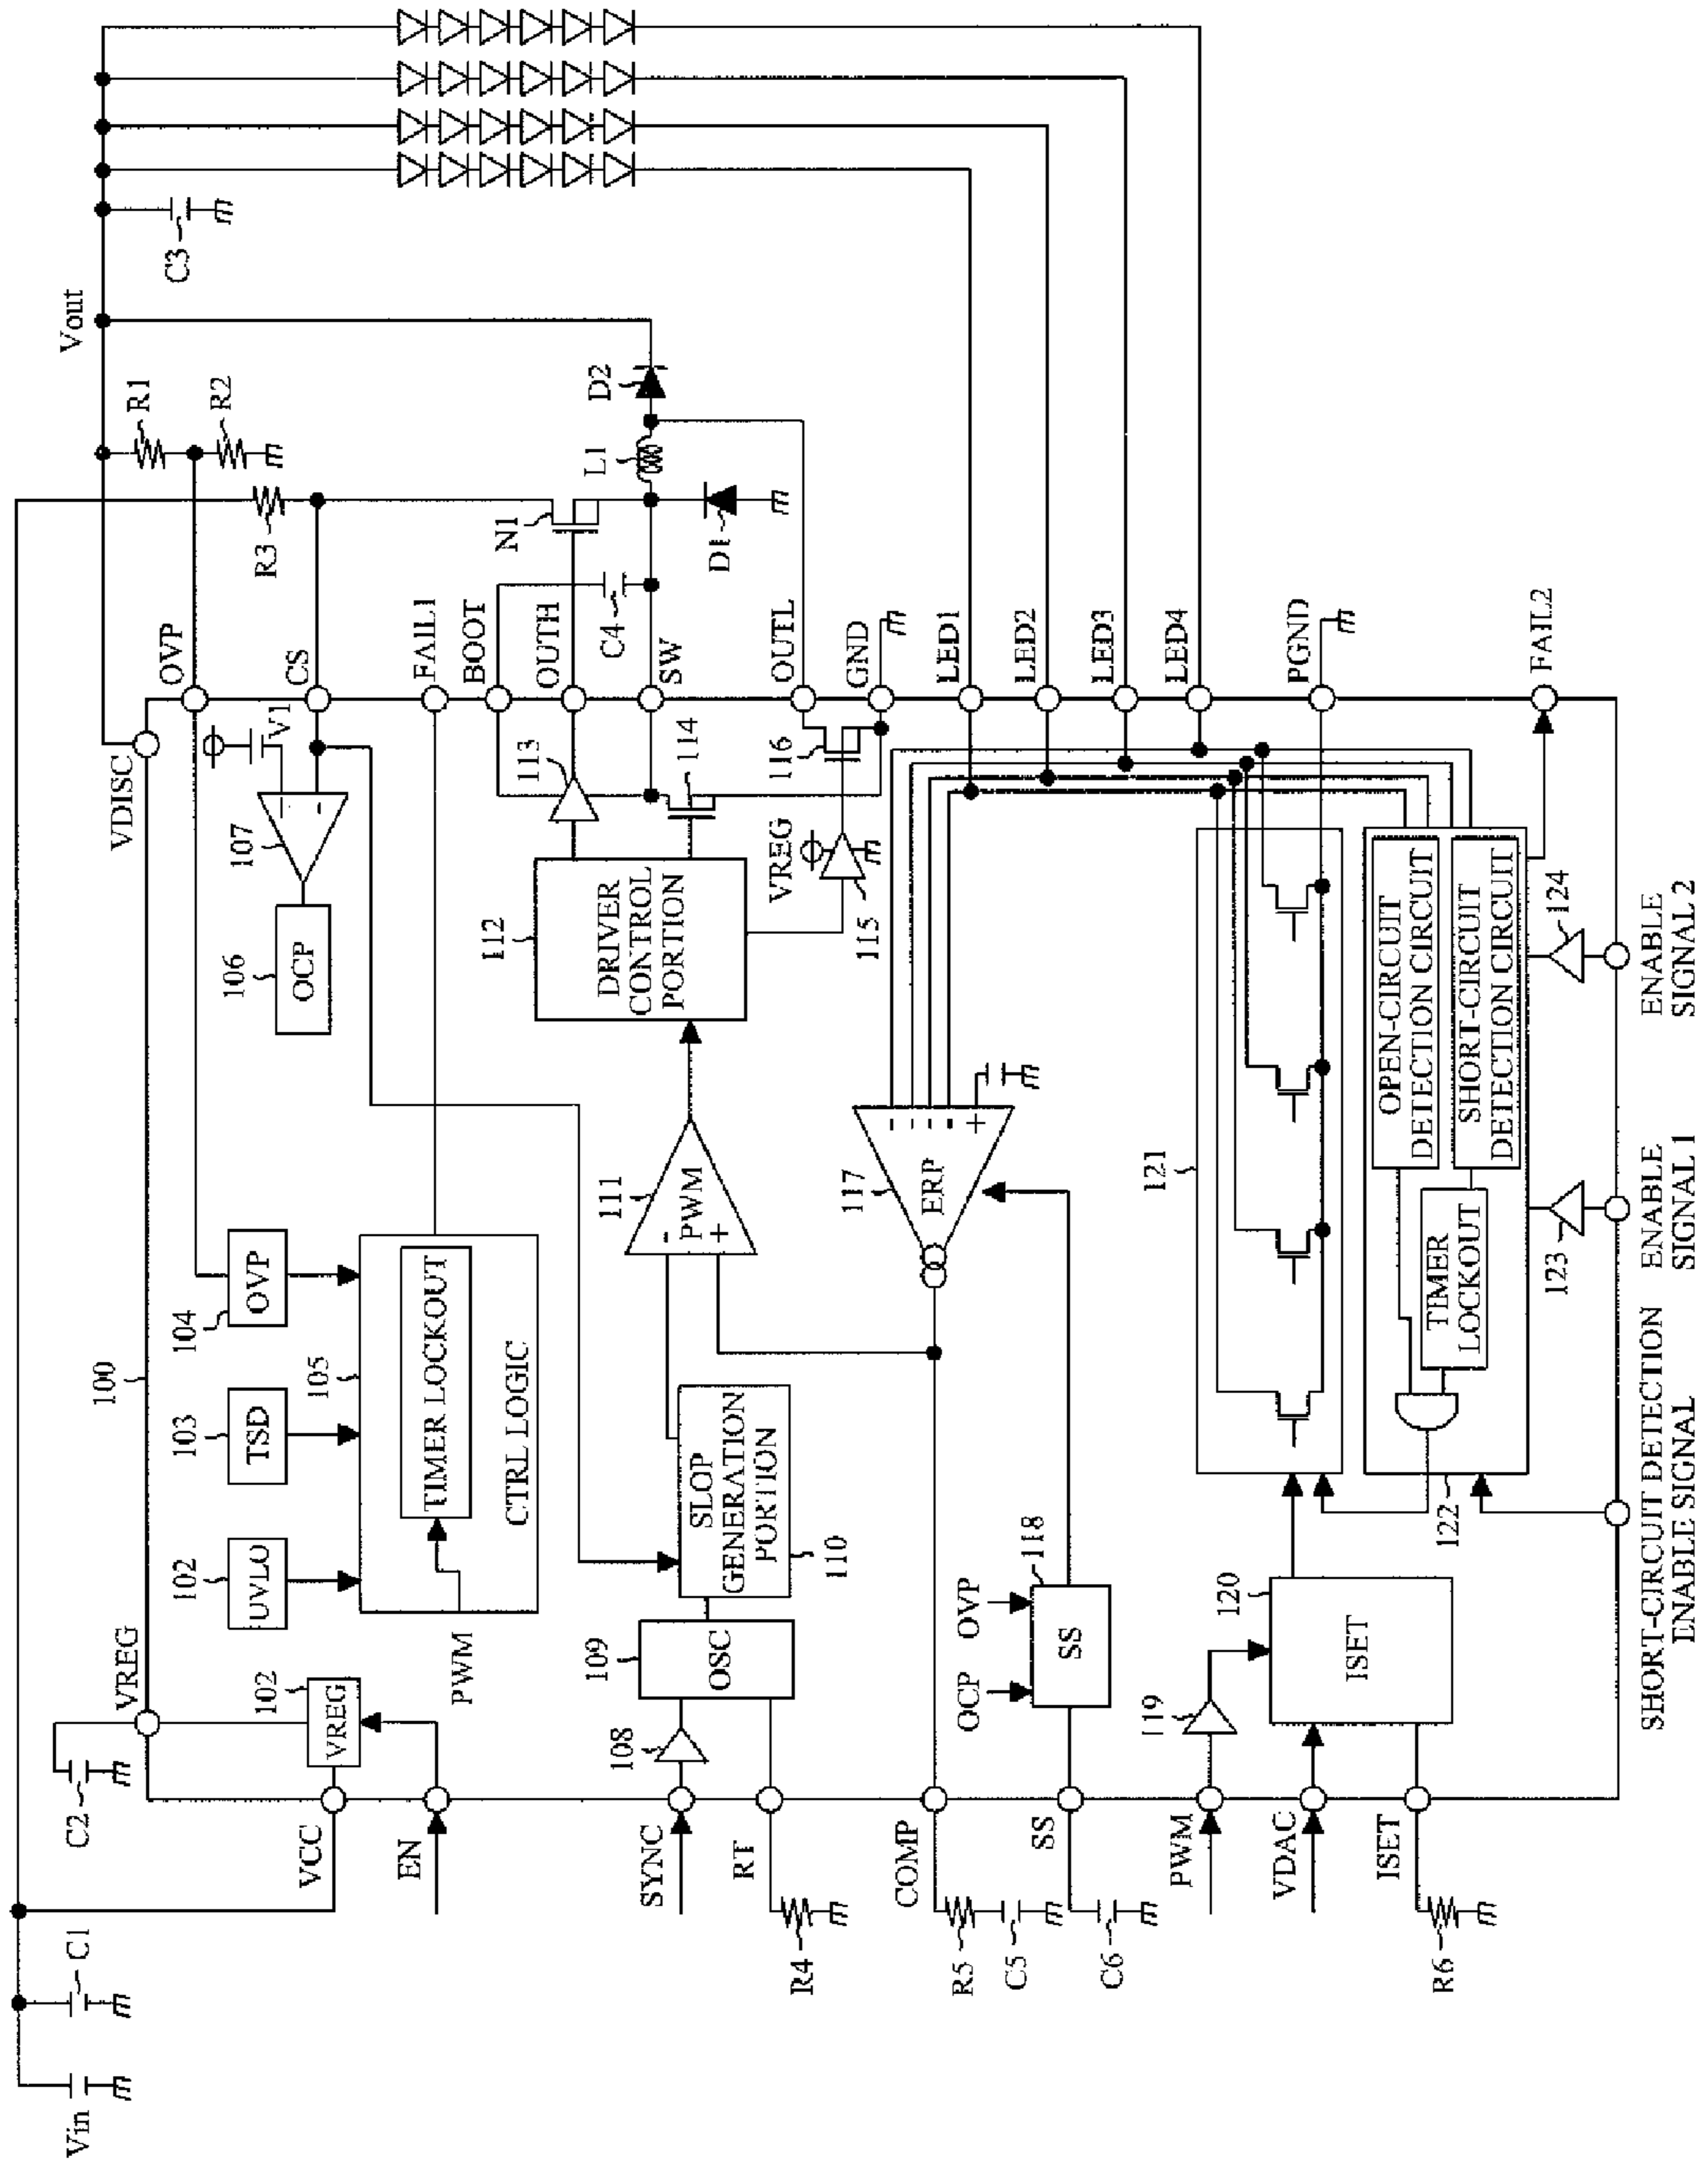 Vin
C1
C2
VREG
100
VDISC
Vout
VCC
EN
SYNC
RT
COMP
SS
PWM
VDAC
ISET
R4
R5
C5
C6
R6
102
VREG
102
UVLO
103
TSD
104
OVP
105
TIMER LOCKOUT
CTRL LOGIC
PWM
106
OCP
107
V1
-
-
108
109
OSC
110
SLOP
GENERATION
PORTION
111
PWM
-
+
112
DRIVER
CONTROL
PORTION
113
114
VREG
115
116
117
ERP
-
-
-
-
+
OCP
OVP
118
SS
119
120
ISET
121
122
OPEN-CIRCUIT
DETECTION CIRCUIT
SHORT-CIRCUIT
DETECTION CIRCUIT
TIMER
LOCKOUT
123
124
OVP
CS
FAIL1
BOOT
OUTH
SW
OUTL
GND
LED1
LED2
LED3
LED4
PGND
FAIL2
R1
R2
R3
N1
C4
L1
D1
D2
C3
SHORT-CIRCUIT DETECTION
ENABLE SIGNAL
ENABLE
SIGNAL 1
ENABLE
SIGNAL 2